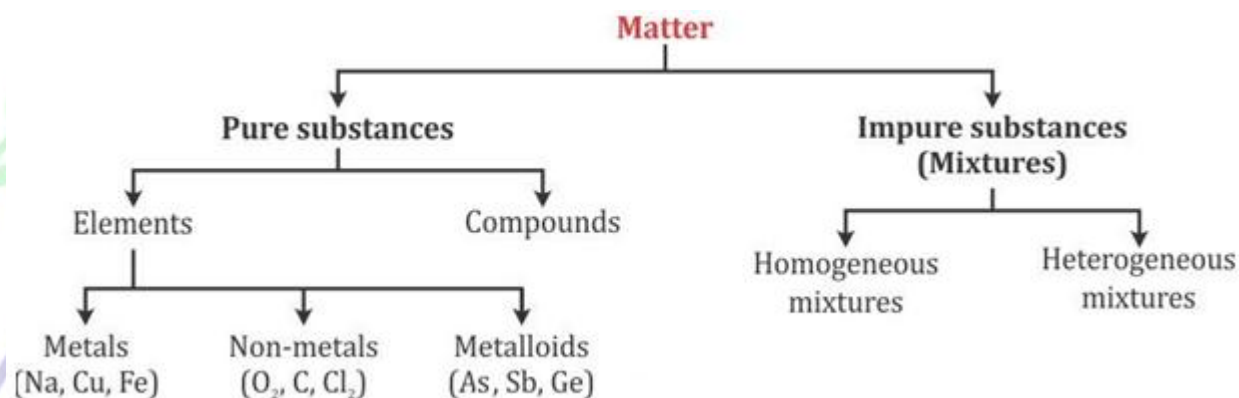 Matter
Pure substances
Impure substances
(Mixtures)
Elements
Compounds
Homogeneous
mixtures
Heterogeneous
mixtures
Metals
(Na, Cu, Fe)
Non-metals
(O₂, C, Cl₂)
Metalloids
(As, Sb, Ge)